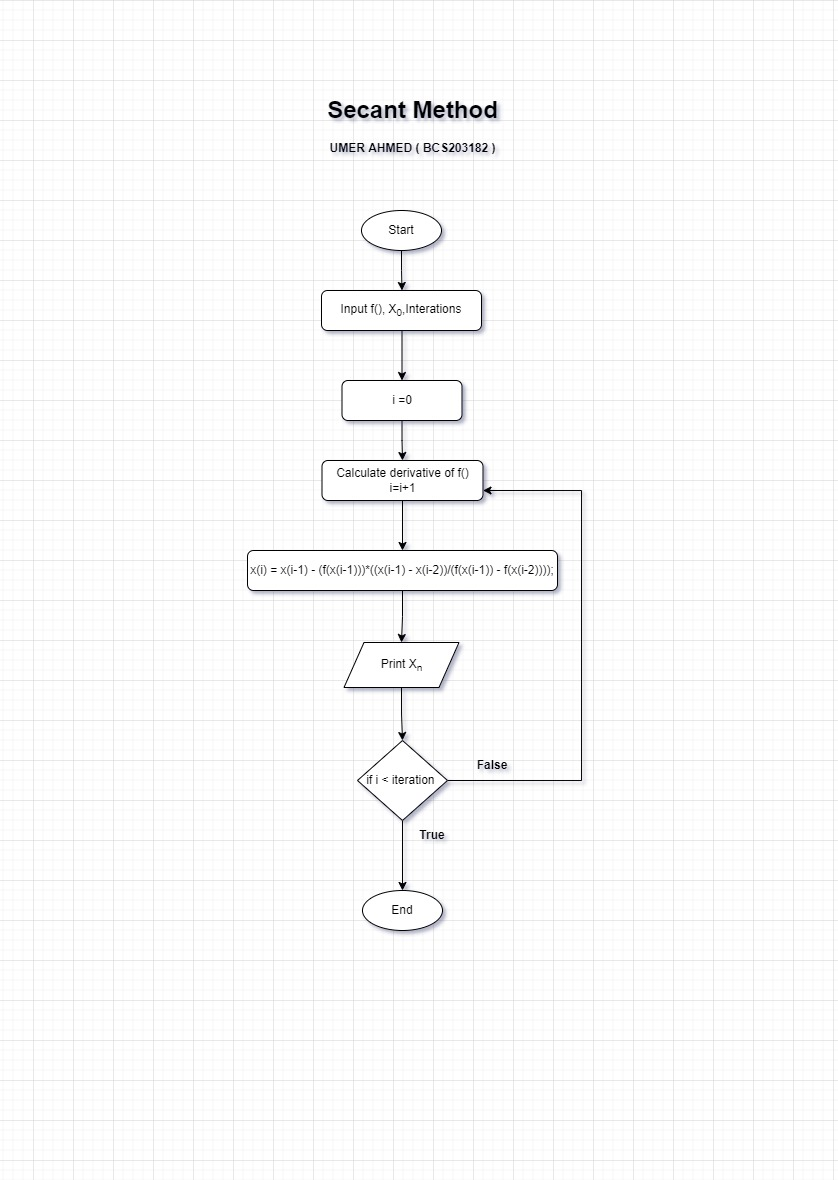 Secant Method
UMER AHMED ( BCS203182 )
Start
Input f(), X₀,Interations
i =0
Calculate derivative of f()
i=i+1
x(i) = x(i-1) - (f(x(i-1)))*((x(i-1) - x(i-2))/(f(x(i-1)) - f(x(i-2))));
Print Xₙ
if i < iteration
False
True
End